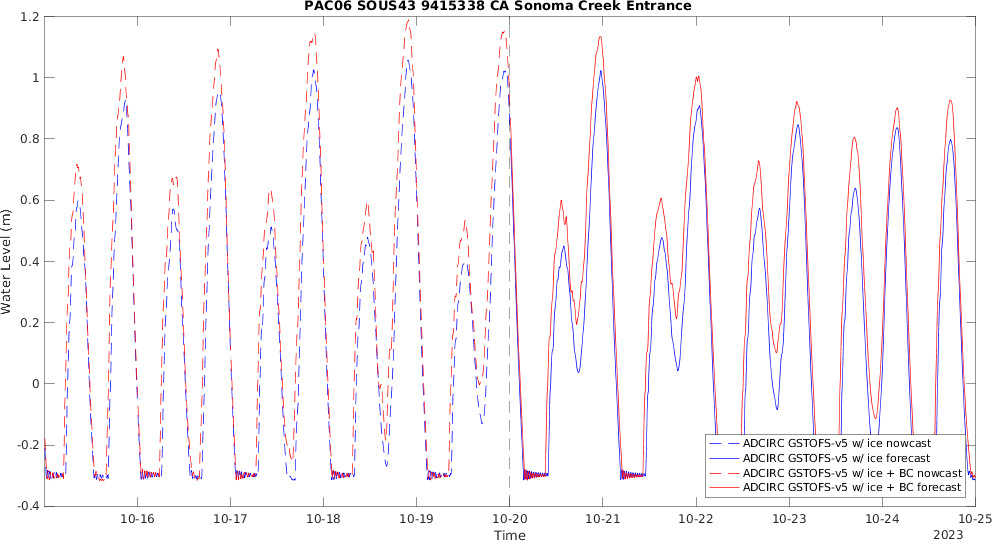 PAC06 SOUS43 9415338 CA Sonoma Creek Entrance
1.2
1
0.8
0.6
0.4
0.2
0
-0.2
-0.4
Water Level (m)
ADCIRC GSTOFS-v5 w/ ice nowcast
ADCIRC GSTOFS-v5 w/ ice forecast
ADCIRC GSTOFS-v5 w/ ice + BC nowcast
ADCIRC GSTOFS-v5 w/ ice + BC forecast
10-16 10-17 10-18 10-19 10-20 10-21 10-22 10-23 10-24 10-25
Time
2023